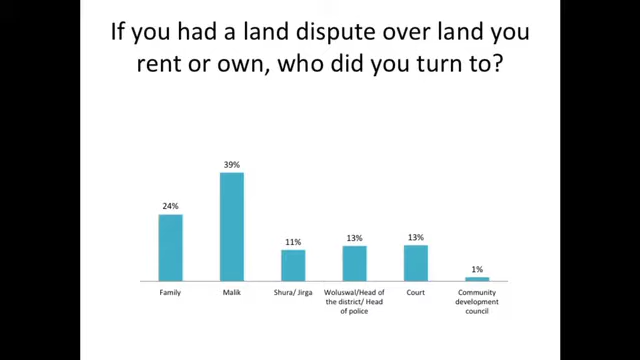 If you had a land dispute over land you
rent or own, who did you turn to?
24%
39%
11%
13%
13%
1%
Family
Malik
Shura/ Jirga
Woluswal/Head of
the district/ Head
of police
Court
Community
development
council